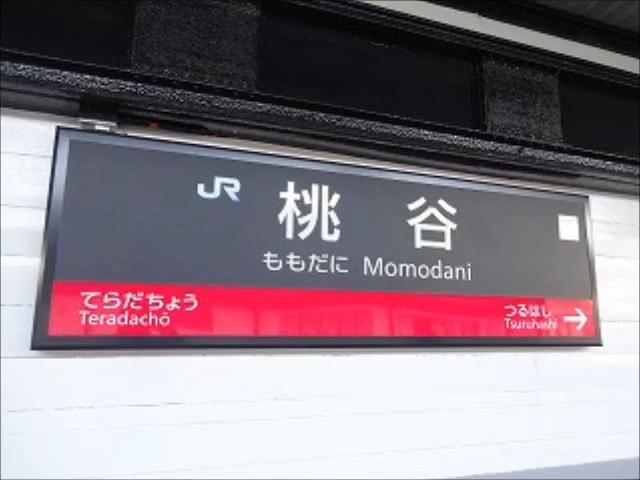 JR 桃谷
ももだに Momodani
てらだちょう つるはし
Teradachō Tsuruhashi →